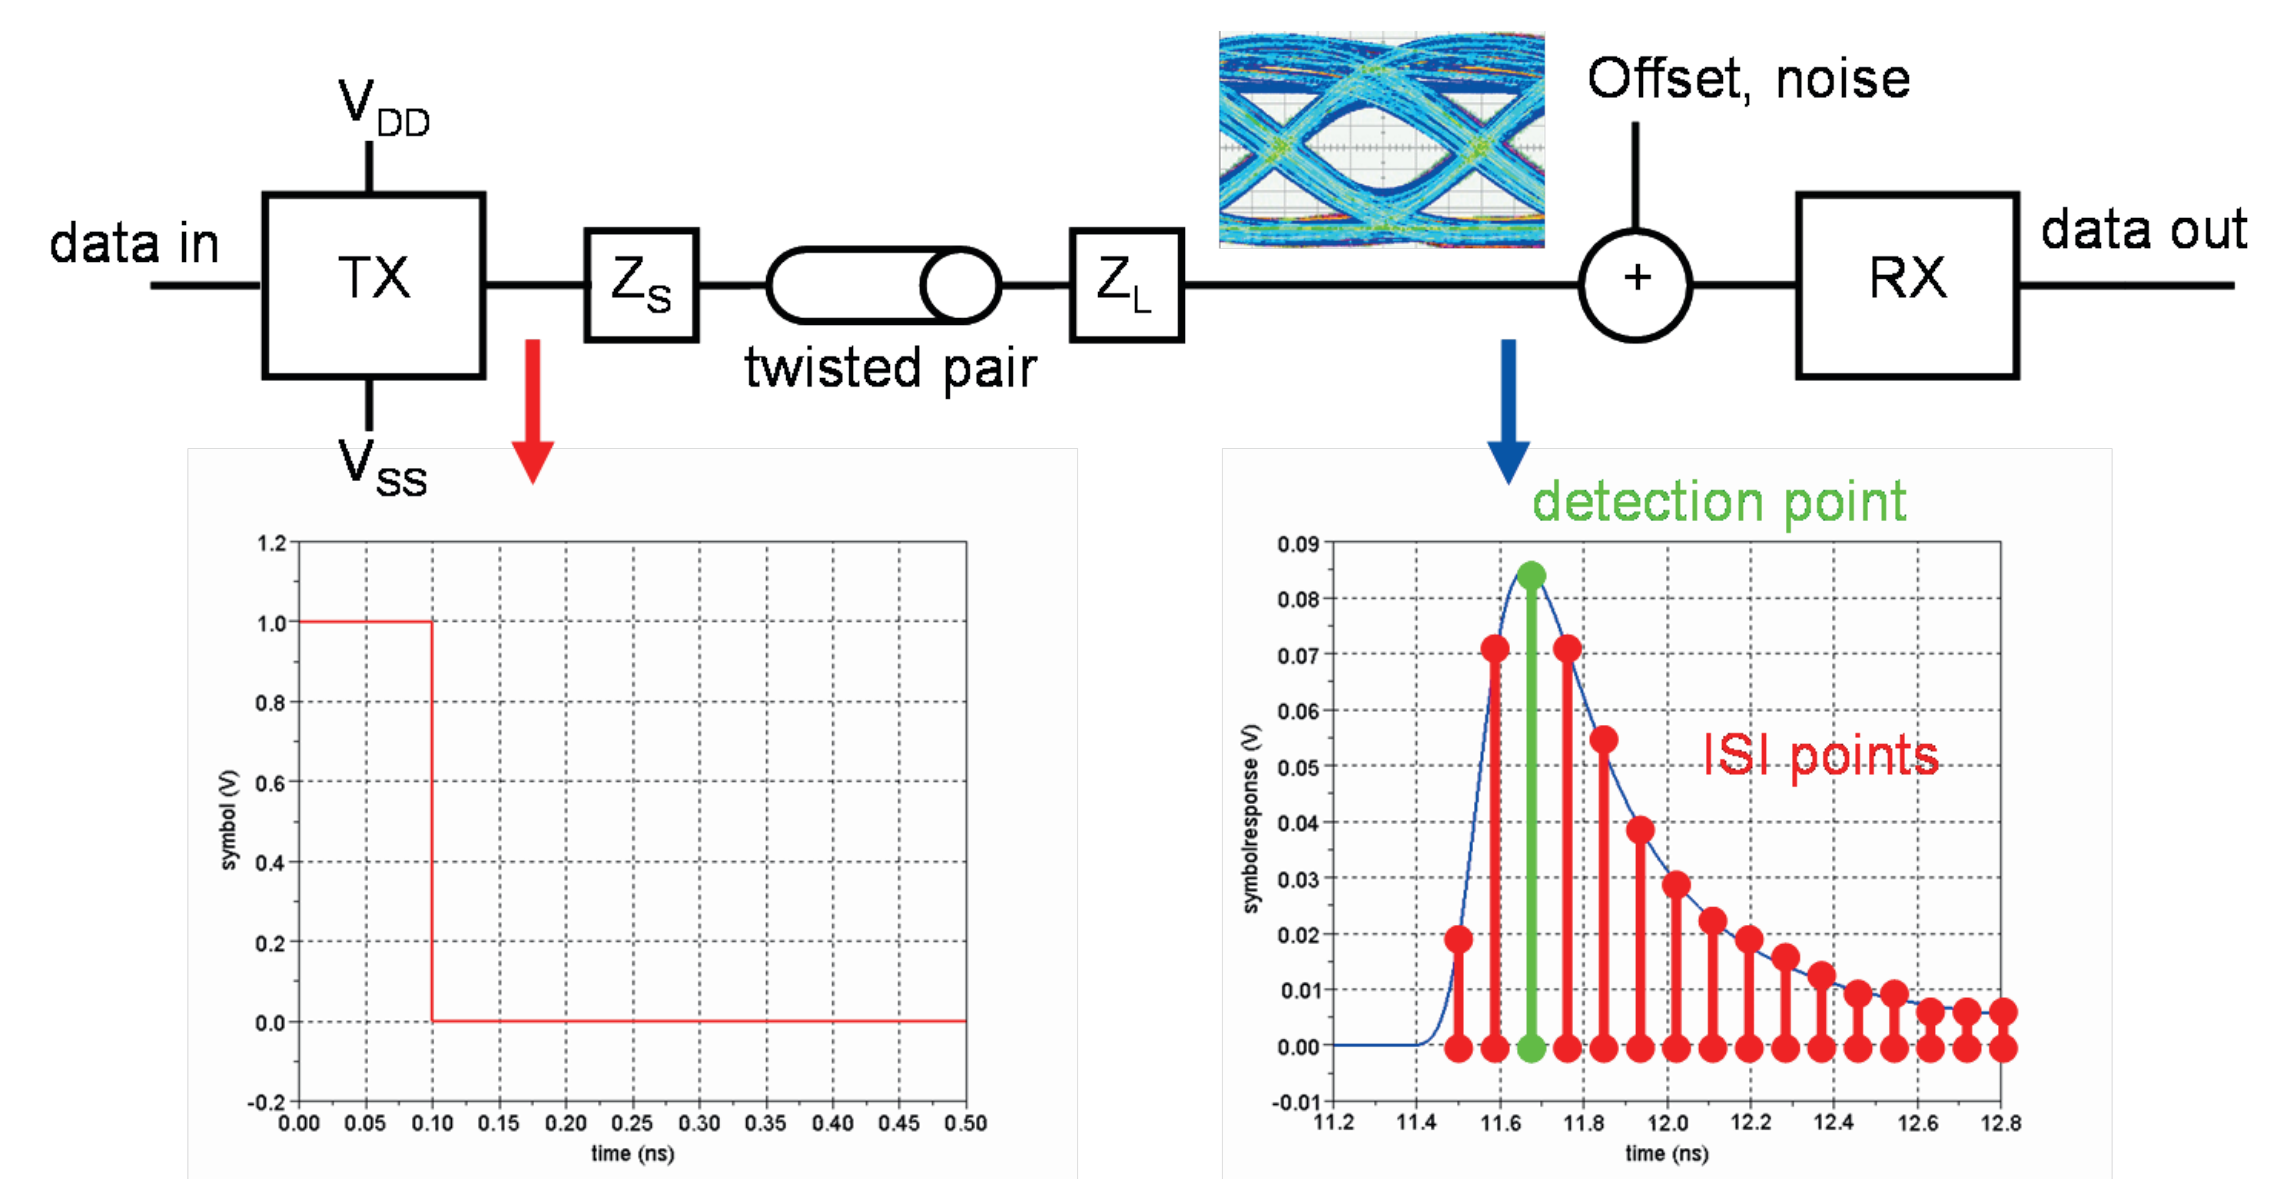 V_DD
Offset, noise
data in
TX
Z_S
Z_L
+
RX
data out
twisted pair
V_SS
detection point
ISI points
symbol (V)
1.2
1.0
0.8
0.6
0.4
0.2
0.0
-0.2
0.00 0.05 0.10 0.15 0.20 0.25 0.30 0.35 0.40 0.45 0.50
time (ns)
symbolresponse (V)
0.09
0.08
0.07
0.06
0.05
0.04
0.03
0.02
0.01
0.00
-0.01
11.2 11.4 11.6 11.8 12.0 12.2 12.4 12.6 12.8
time (ns)